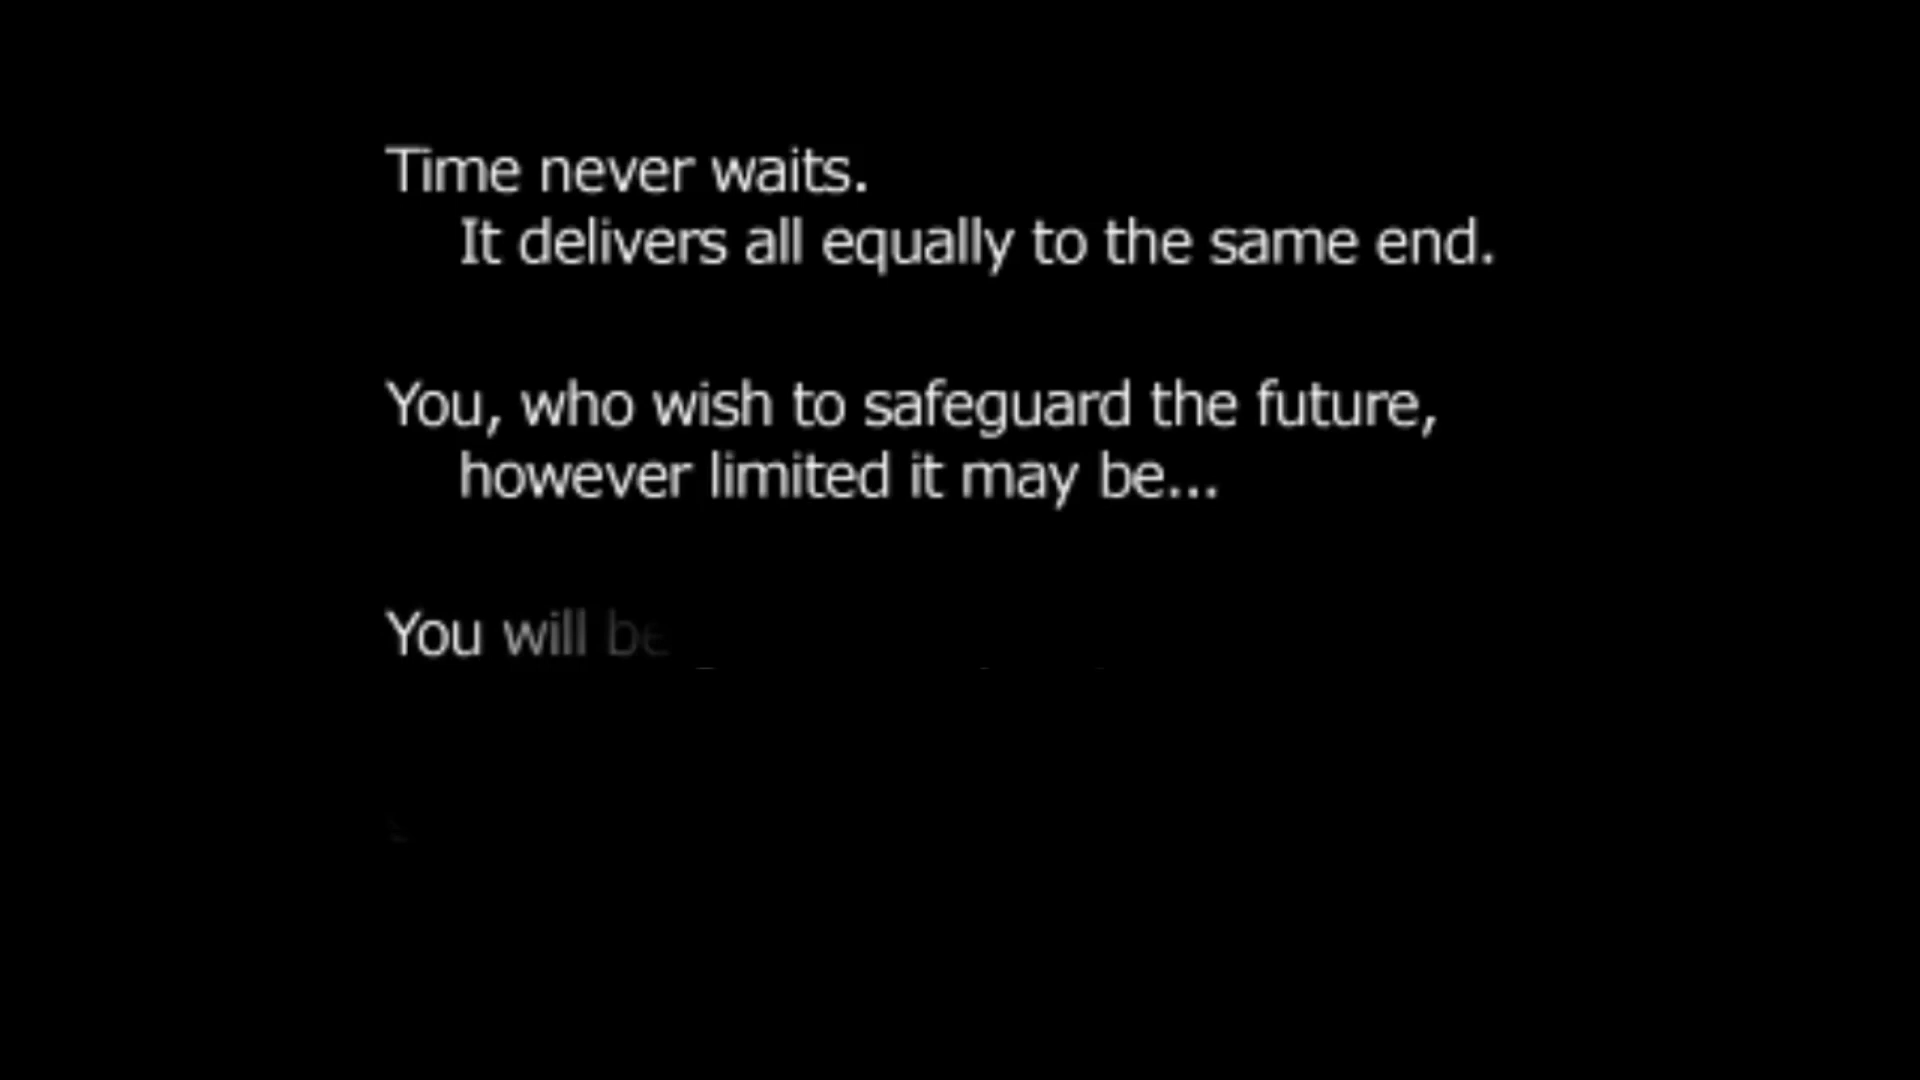 Time never waits.
It delivers all equally to the same end.
You, who wish to safeguard the future,
however limited it may be...
You will be